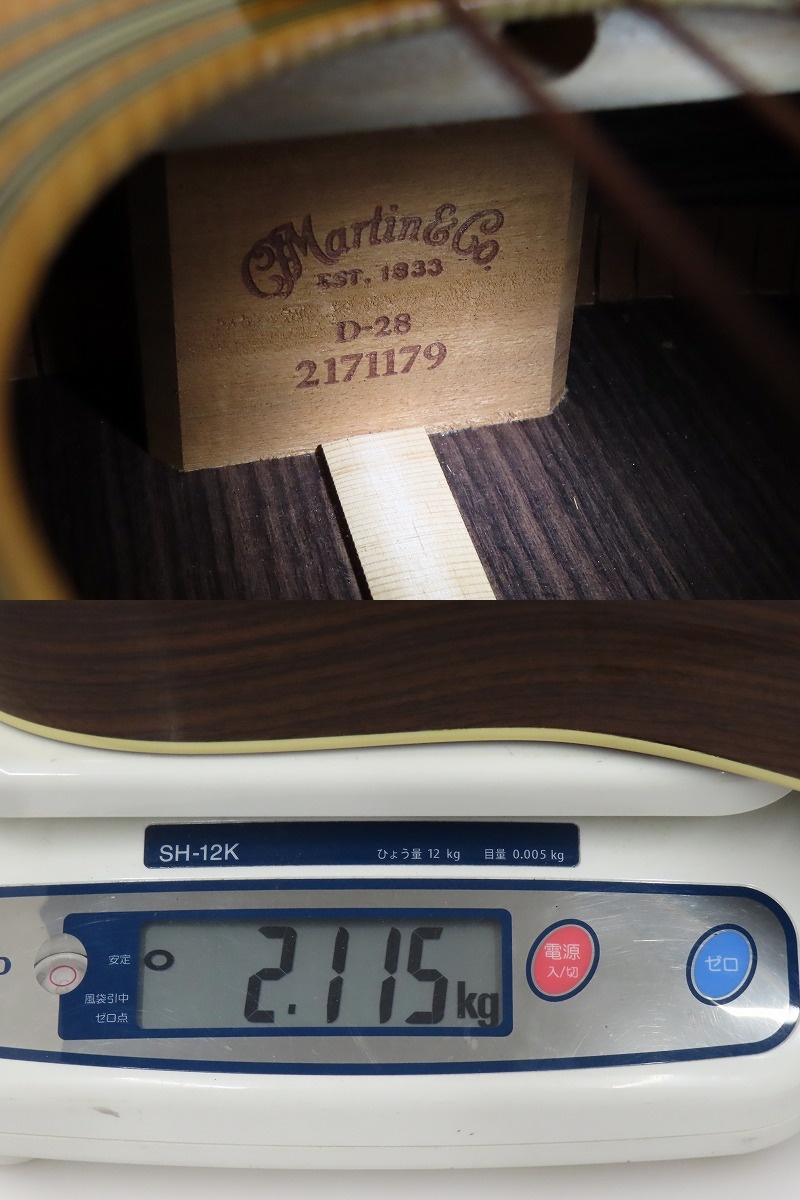 CFMartin&Co.
EST. 1833
D-28
2171179
SH-12K
ひょう量 12 kg 目量 0.005 kg
安定
風袋引中
ゼロ点
2.115 kg
電源
入/切
ゼロ